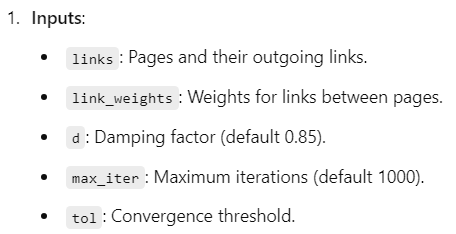 1. Inputs:
• links: Pages and their outgoing links.
• link_weights: Weights for links between pages.
• d: Damping factor (default 0.85).
• max_iter: Maximum iterations (default 1000).
• tol: Convergence threshold.